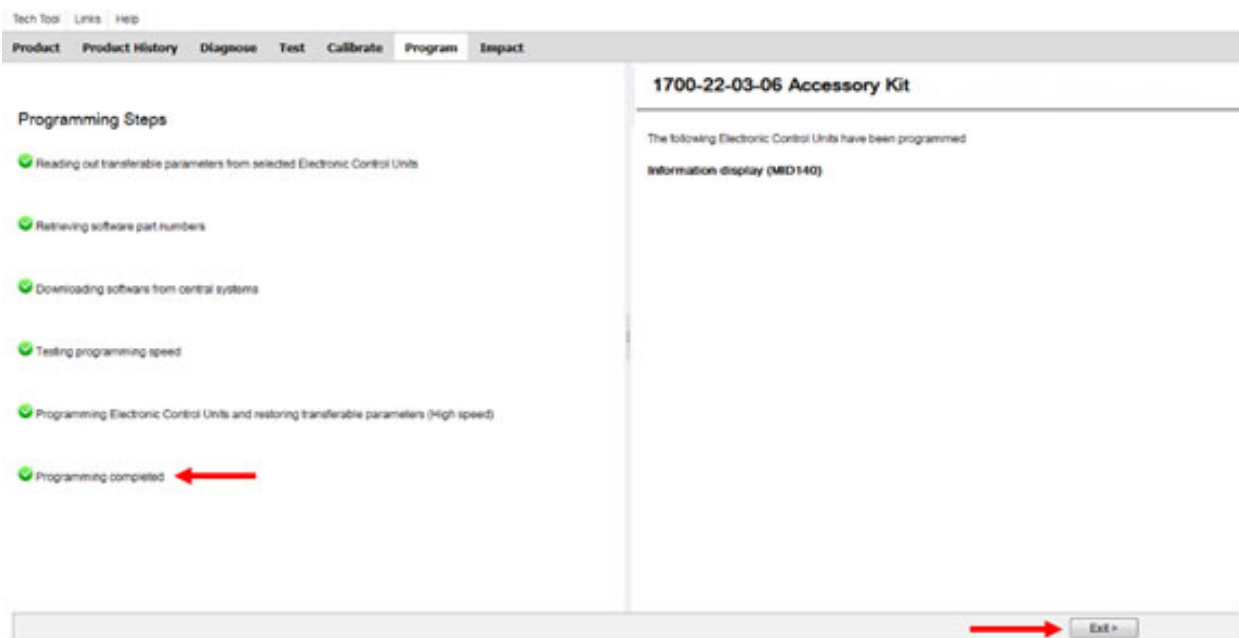 Tech Tool Links Help
Product Product History Diagnose Test Calibrate Program Impact
1700-22-03-06 Accessory Kit
Programming Steps
The following Electronic Control Units have been programmed
Reading out transferable parameters from selected Electronic Control Units
Information display (MID140)
Retrieving software part numbers
Downloading software from central systems
Testing programming speed
Programming Electronic Control Units and restoring transferable parameters (High speed)
Programming completed
Exit >